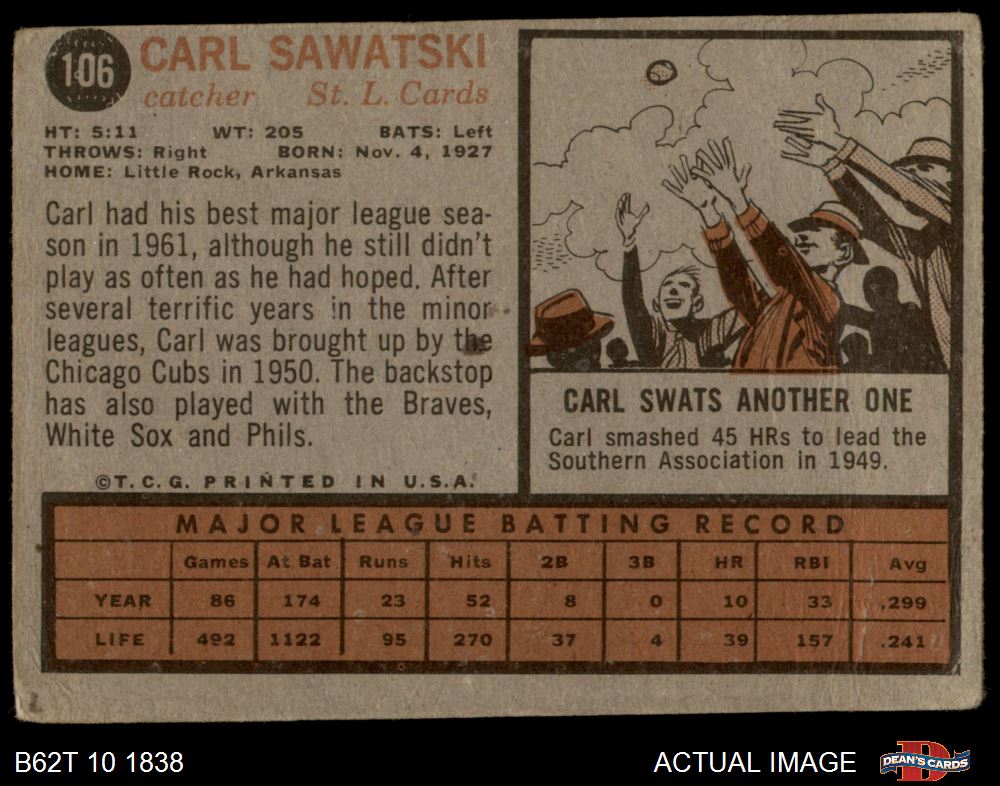 106
CARL SAWATSKI
catcher St. L. Cards
HT: 5:11 WT: 205 BATS: Left
THROWS: Right BORN: Nov. 4, 1927
HOME: Little Rock, Arkansas
Carl had his best major league sea-
son in 1961, although he still didn't
play as often as he had hoped. After
several terrific years in the minor
leagues, Carl was brought up by the
Chicago Cubs in 1950. The backstop
has also played with the Braves,
White Sox and Phils.
©T. C. G. PRINTED IN U.S.A.
CARL SWATS ANOTHER ONE
Carl smashed 45 HRs to lead the
Southern Association in 1949.
MAJOR LEAGUE BATTING RECORD
Games At Bat Runs Hits 2B 3B HR RBI Avg
YEAR 86 174 23 52 8 0 10 33 .299
LIFE 492 1122 95 270 37 4 39 157 .241
B62T 10 1838 ACTUAL IMAGE
D
DEAN'S CARDS